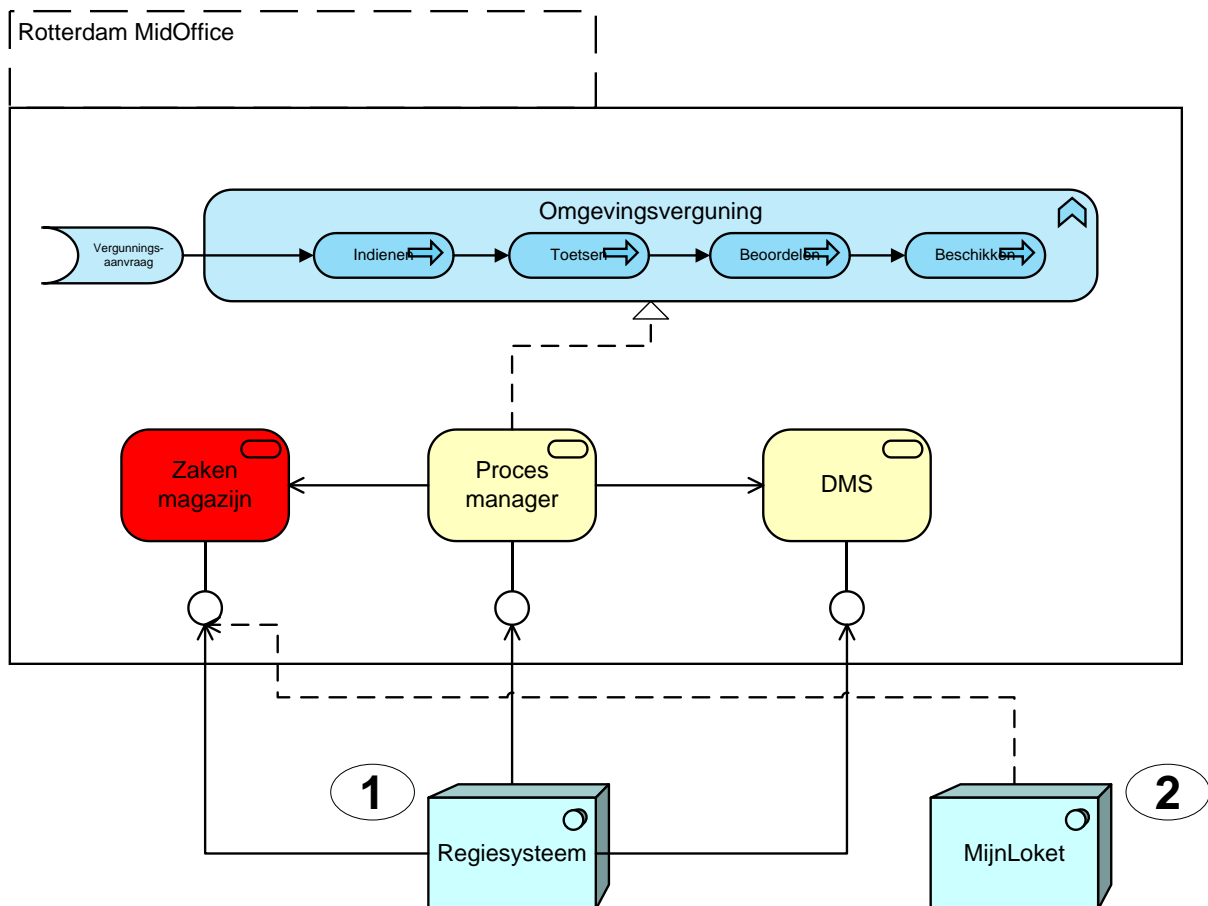 Rotterdam MidOffice
Omgevingsverguning
Vergunnings-
aanvraag
Indienen
Toetsen
Beoordelen
Beschikken
Zaken
magazijn
Proces
manager
DMS
1
Regiesysteem
2
MijnLoket